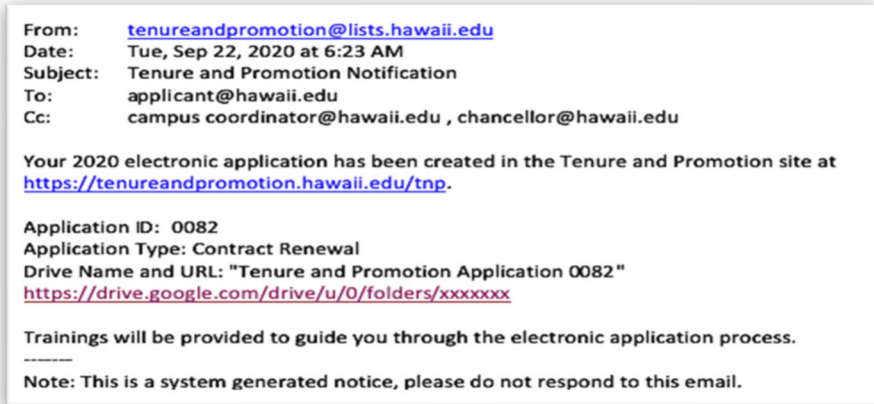 From: tenureandpromotion@lists.hawaii.edu
Date: Tue, Sep 22, 2020 at 6:23 AM
Subject: Tenure and Promotion Notification
To: applicant@hawaii.edu
Cc: campus coordinator@hawaii.edu , chancellor@hawaii.edu
Your 2020 electronic application has been created in the Tenure and Promotion site at
https://tenureandpromotion.hawaii.edu/tnp.
Application ID: 0082
Application Type: Contract Renewal
Drive Name and URL: "Tenure and Promotion Application 0082"
https://drive.google.com/drive/u/0/folders/xxxxxxx
Trainings will be provided to guide you through the electronic application process.
-------
Note: This is a system generated notice, please do not respond to this email.